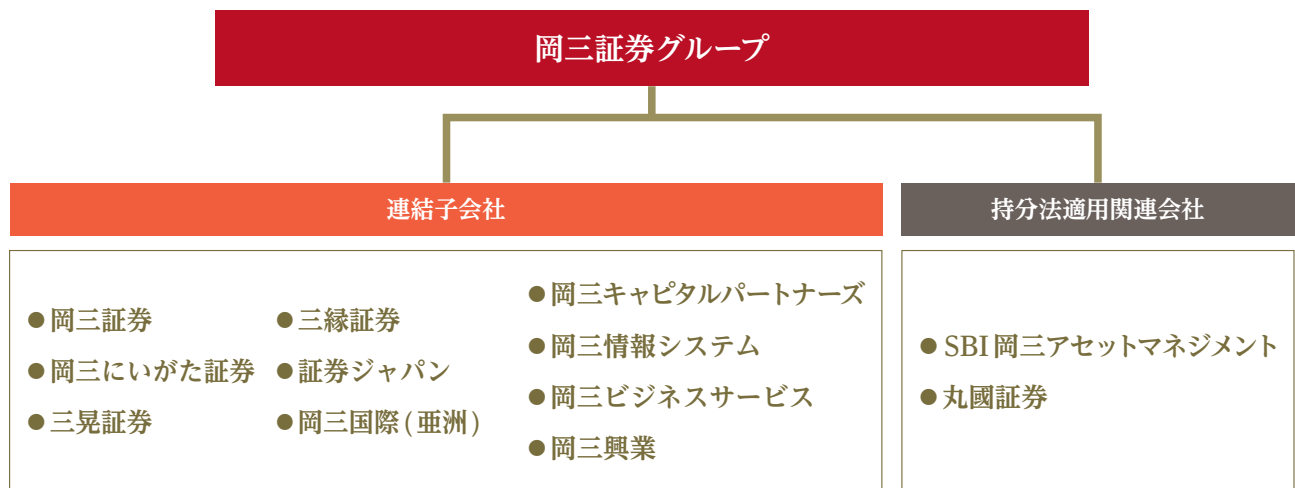 岡三証券グループ
連結子会社
●岡三証券
●岡三にいがた証券
●三晃証券
●三縁証券
●証券ジャパン
●岡三国際(亜洲)
●岡三キャピタルパートナーズ
●岡三情報システム
●岡三ビジネスサービス
●岡三興業
持分法適用関連会社
●SBI岡三アセットマネジメント
●丸國証券